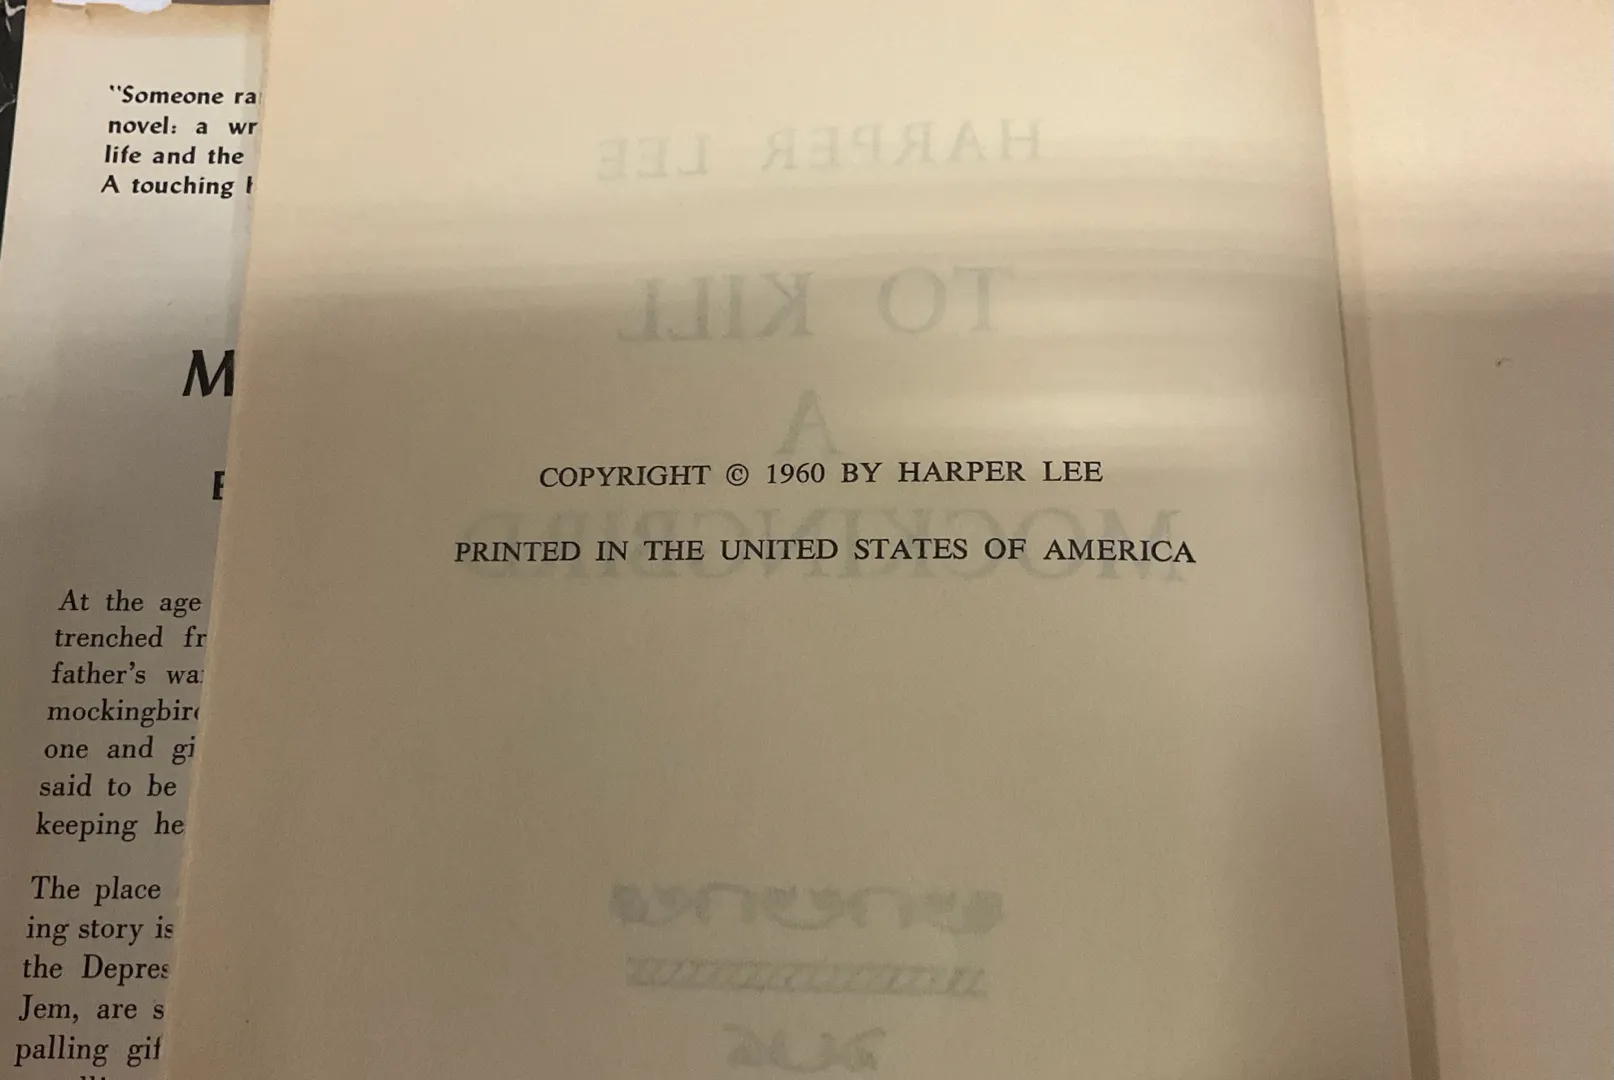 "Someone ra
novel: a wr
life and the
A touching
M
E
At the age
trenched fr
father's wa
mockingbir
one and gi
said to be
keeping he
The place
ing story is
the Depres
Jem, are s
palling gif
HARPER LEE
TO KILL
A
COPYRIGHT © 1960 BY HARPER LEE
MOCKINGBIRD
PRINTED IN THE UNITED STATES OF AMERICA